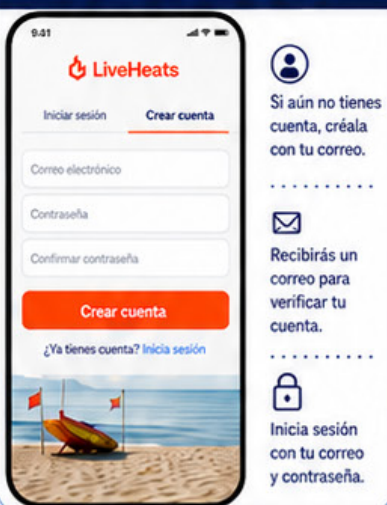 9:41
LiveHeats
Iniciar sesión
Crear cuenta
Correo electrónico
Contraseña
Confirmar contraseña
Crear cuenta
¿Ya tienes cuenta? Inicia sesión
Si aún no tienes
cuenta, créala
con tu correo.
Recibirás un
correo para
verificar tu
cuenta.
Inicia sesión
con tu correo
y contraseña.